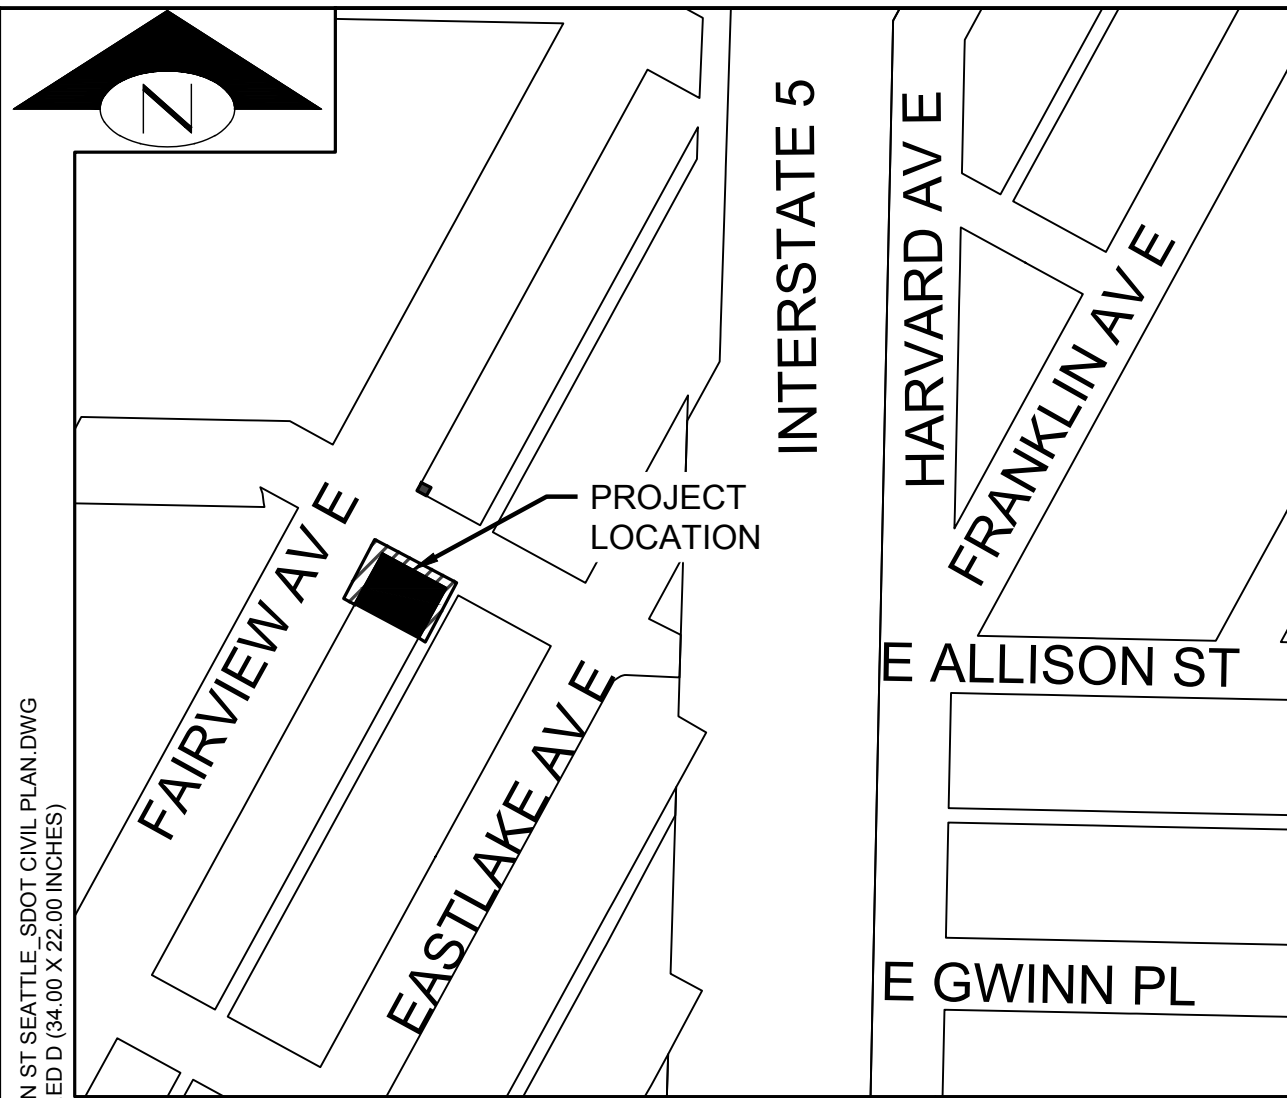 N
INTERSTATE 5
HARVARD AV E
FRANKLIN AV E
PROJECT
LOCATION
FAIRVIEW AV E
E ALLISON ST
EASTLAKE AV E
E GWINN PL
N ST SEATTLE_SDOT CIVIL PLAN.DWG
ED D (34.00 X 22.00 INCHES)